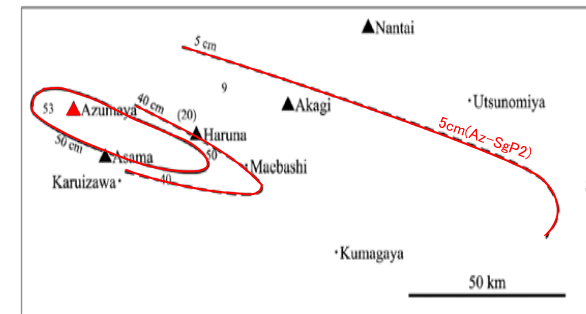 Nantai
5 cm
9
Akagi
Utsunomiya
53
Azumaya
40 cm
(20)
Haruna
5cm(Az-SgP2)
50 cm
Asama
50
Maebashi
Karuizawa
40
Kumagaya
50 km